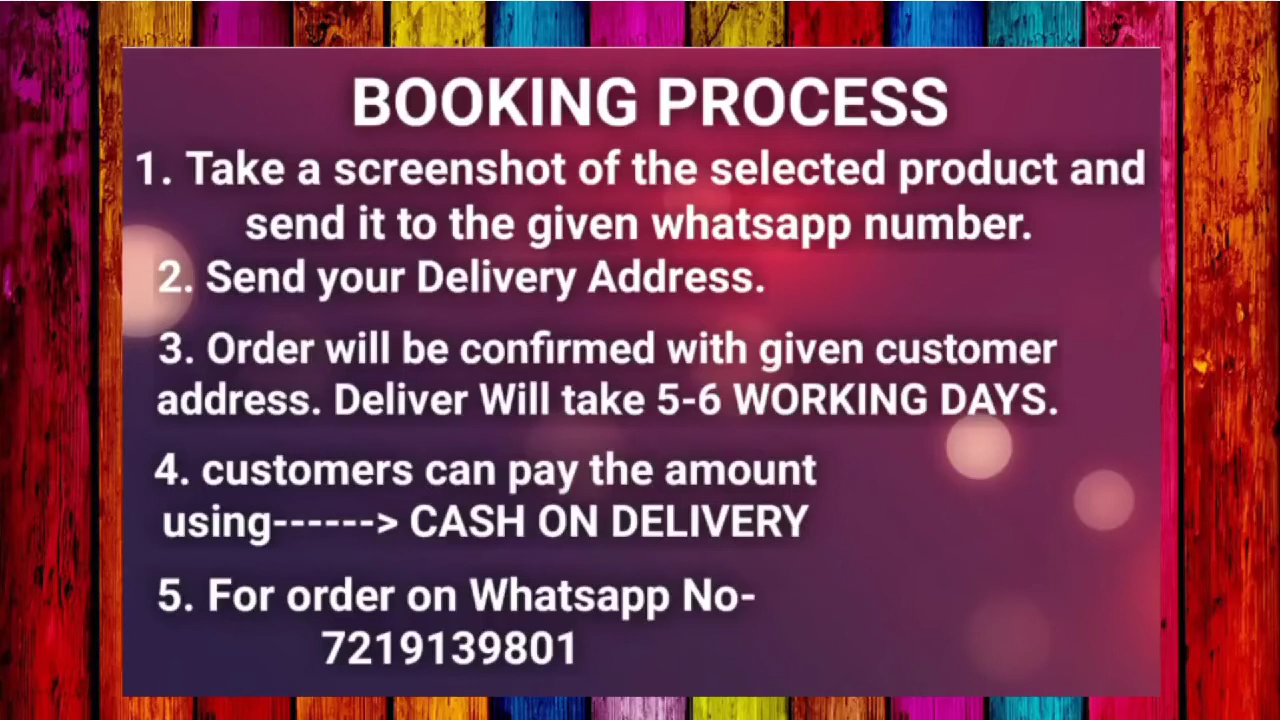 BOOKING PROCESS
1. Take a screenshot of the selected product and
send it to the given whatsapp number.
2. Send your Delivery Address.
3. Order will be confirmed with given customer
address. Deliver Will take 5-6 WORKING DAYS.
4. customers can pay the amount
using------> CASH ON DELIVERY
5. For order on Whatsapp No-
7219139801